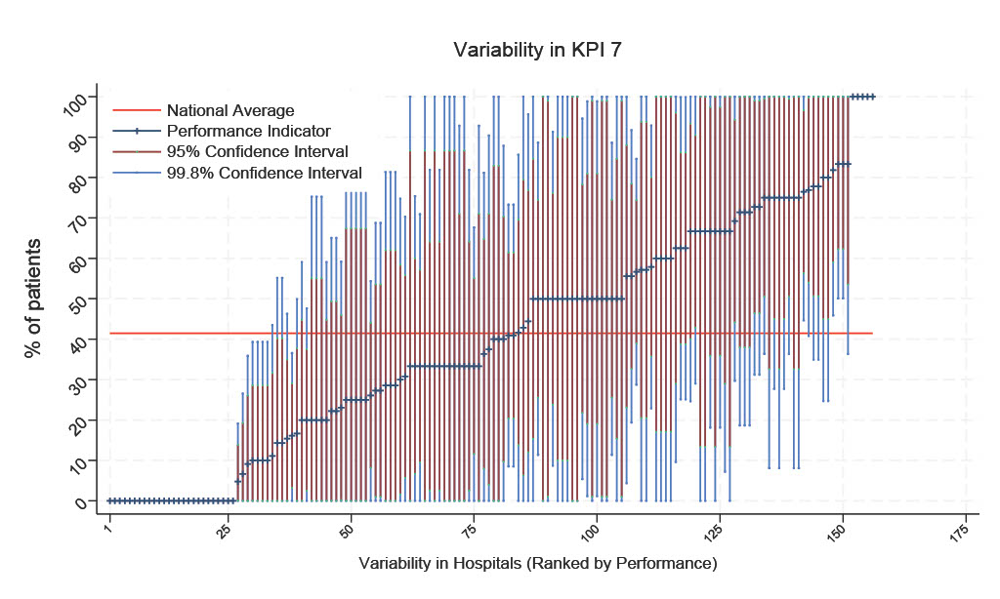 Variability in KPI 7
National Average
Performance Indicator
95% Confidence Interval
99.8% Confidence Interval
% of patients
100
90
80
70
60
50
40
30
20
10
0
1 25 50 75 100 125 150 175
Variability in Hospitals (Ranked by Performance)